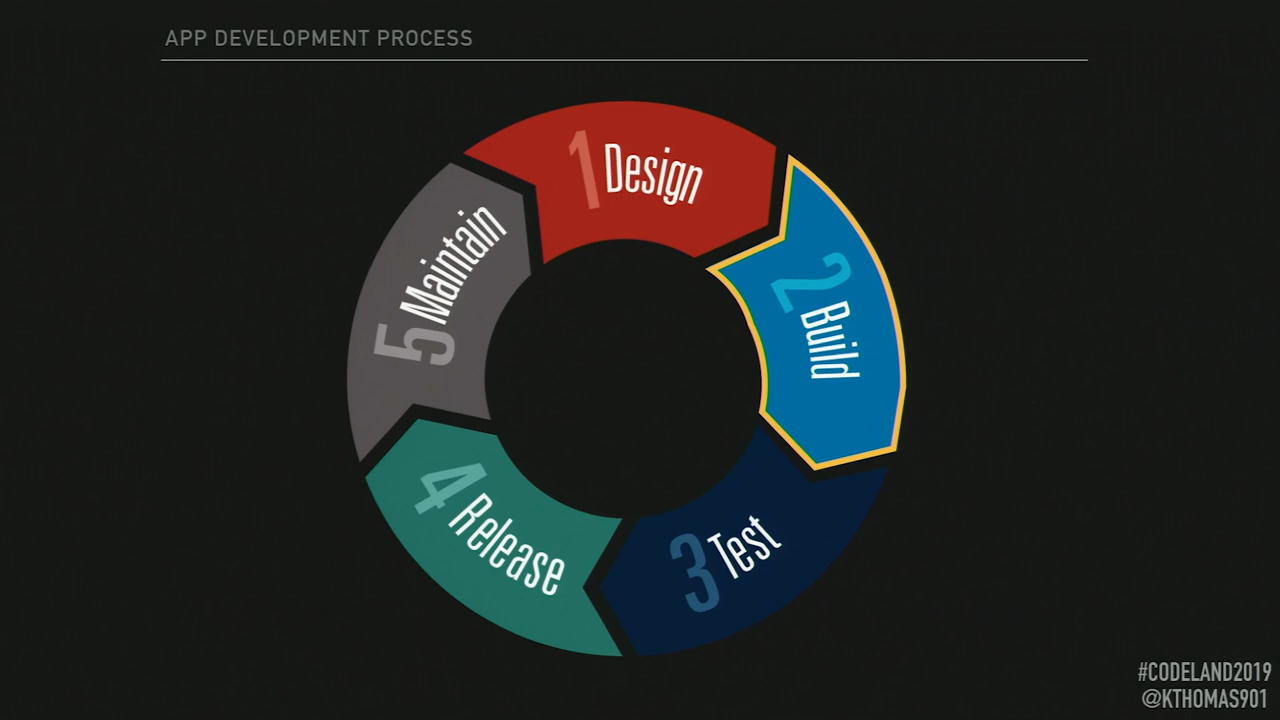 APP DEVELOPMENT PROCESS
1 Design
2 Build
3 Test
4 Release
5 Maintain
#CODELAND2019
@KTHOMAS901